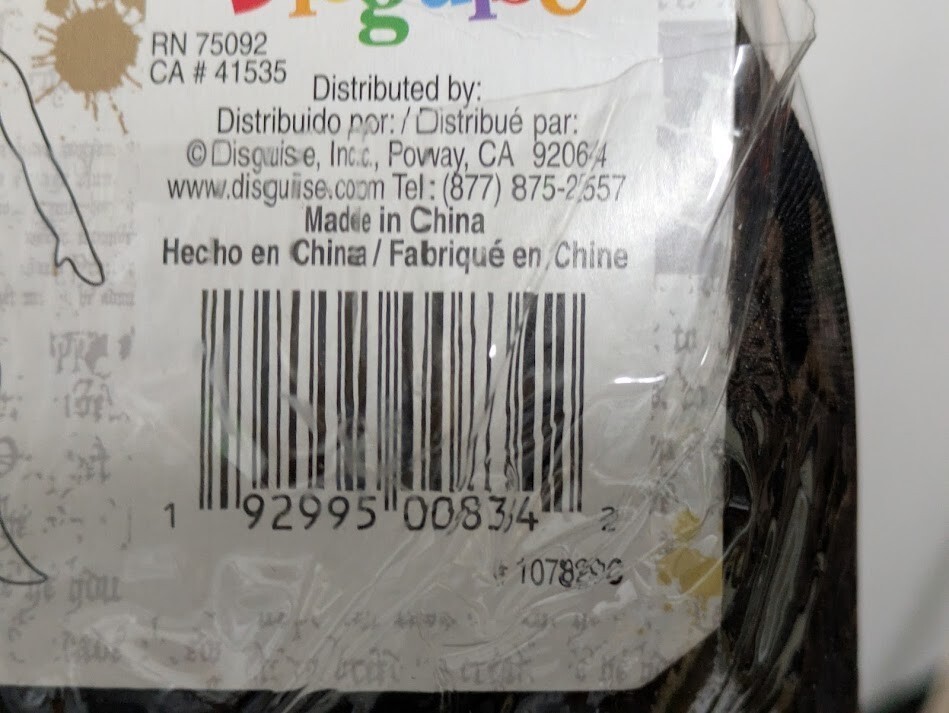 Disguise
RN 75092
CA # 41535
Distributed by:
Distribuido por: / Distribué par:
© Disguise, Inc., Poway, CA 92064
www.disguise.com Tel: (877) 875-2557
Made in China
Hecho en China / Fabriqué en Chine
1 92995 00834 2